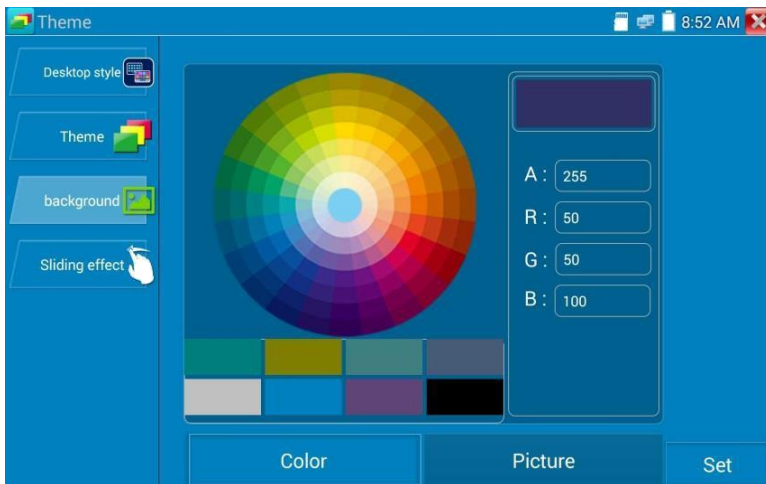 Theme
8:52 AM
Desktop style
Theme
background
Sliding effect
A : 255
R : 50
G : 50
B : 100
Color
Picture
Set